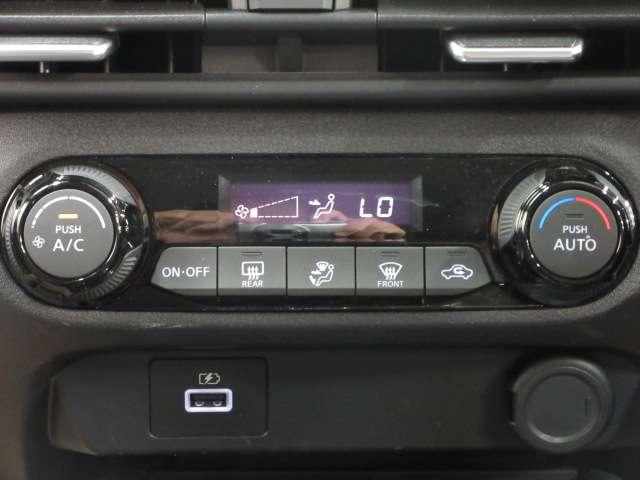 LO
PUSH
A/C
ON·OFF
REAR
FRONT
PUSH
AUTO